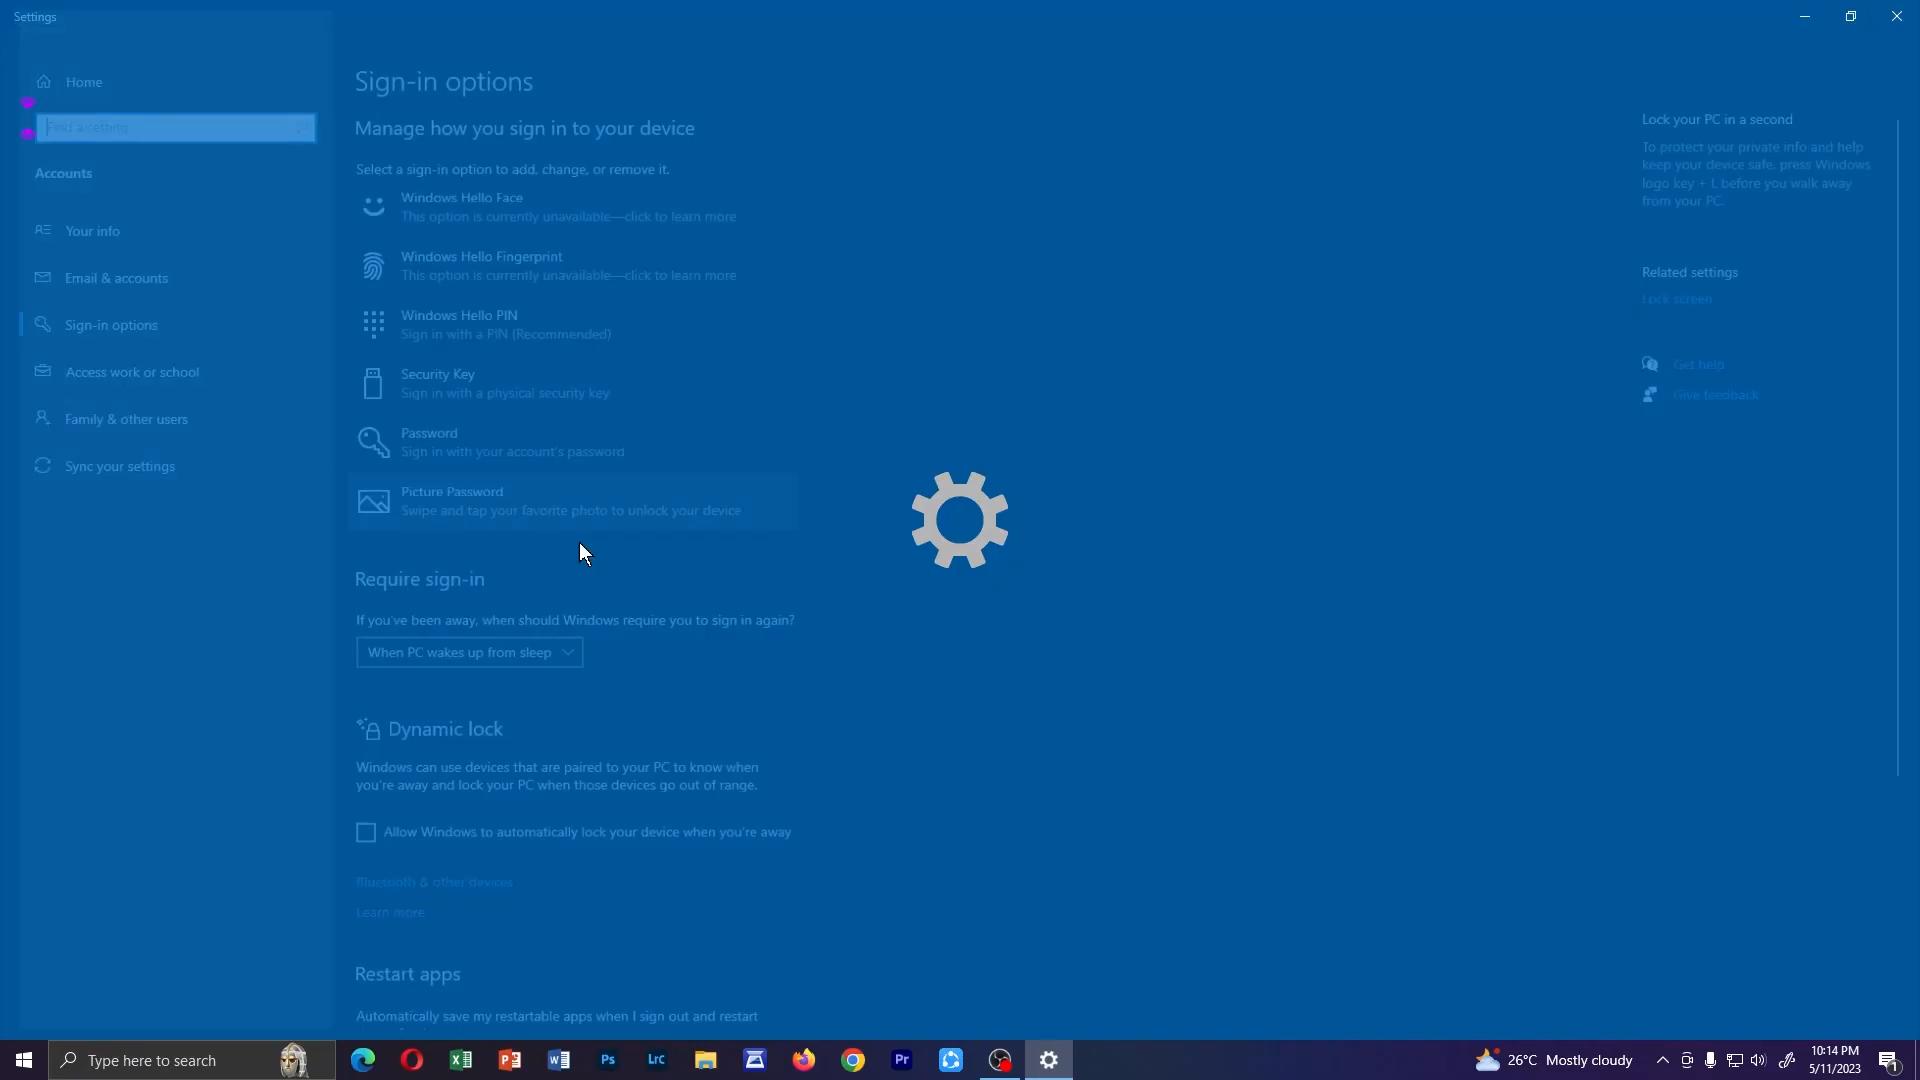 Settings
Home
Find a setting
Accounts
Your info
Email & accounts
Sign-in options
Access work or school
Family & other users
Sync your settings
Sign-in options
Manage how you sign in to your device
Select a sign-in option to add, change, or remove it.
Windows Hello Face
This option is currently unavailable—click to learn more
Windows Hello Fingerprint
This option is currently unavailable—click to learn more
Windows Hello PIN
Sign in with a PIN (Recommended)
Security Key
Sign in with a physical security key
Password
Sign in with your account's password
Picture Password
Swipe and tap your favorite photo to unlock your device
Require sign-in
If you've been away, when should Windows require you to sign in again?
When PC wakes up from sleep
Dynamic lock
Windows can use devices that are paired to your PC to know when
you're away and lock your PC when those devices go out of range.
Allow Windows to automatically lock your device when you're away
Bluetooth & other devices
Learn more
Restart apps
Automatically save my restartable apps when I sign out and restart
Lock your PC in a second
To protect your private info and help
keep your device safe, press Windows
logo key + L before you walk away
from your PC.
Related settings
Lock screen
Get help
Give feedback
Type here to search
Ps
LrC
Pr
26°C Mostly cloudy
10:14 PM
5/11/2023
1